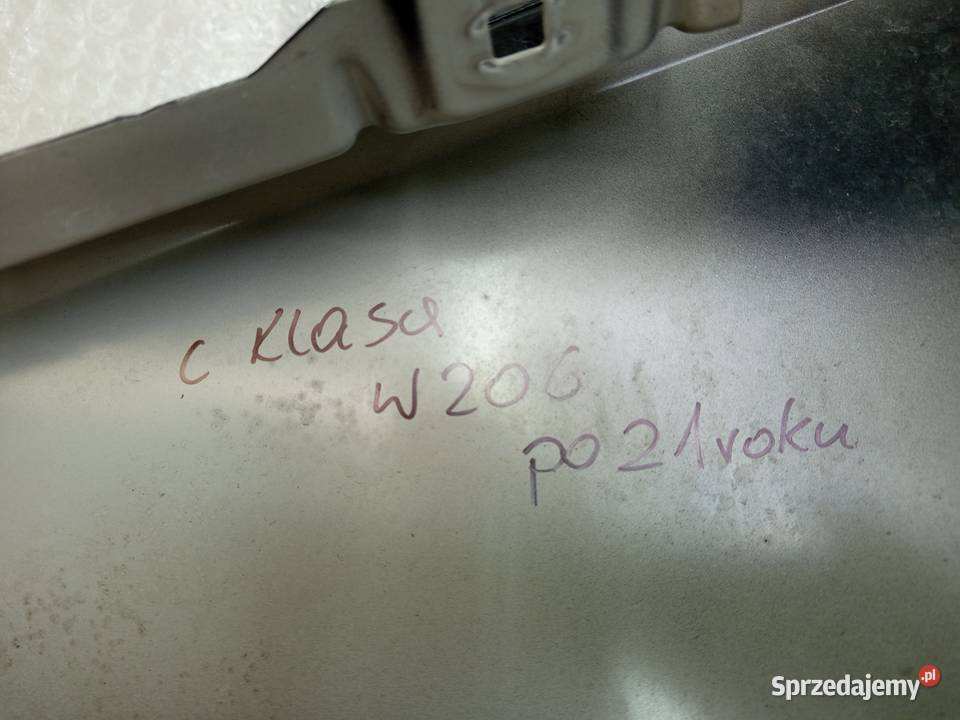 c klasa
w206
po 21 roku
Sprzedajemy.pl